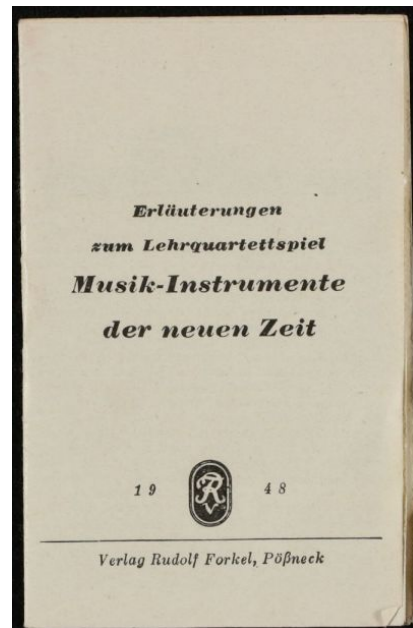 Erläuterungen
zum Lehrquartettspiel
Musik-Instrumente
der neuen Zeit
19 48
Verlag Rudolf Forkel, Pößneck